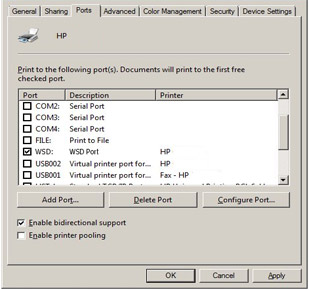 General Sharing Ports Advanced Color Management Security Device Settings
HP
Print to the following port(s). Documents will print to the first free
checked port.
Port Description Printer
COM2: Serial Port
COM3: Serial Port
COM4: Serial Port
FILE: Print to File
WSD: WSD Port HP
USB002 Virtual printer port for... HP
USB001 Virtual printer port for... Fax - HP
Add Port... Delete Port Configure Port...
Enable bidirectional support
Enable printer pooling
OK Cancel Apply